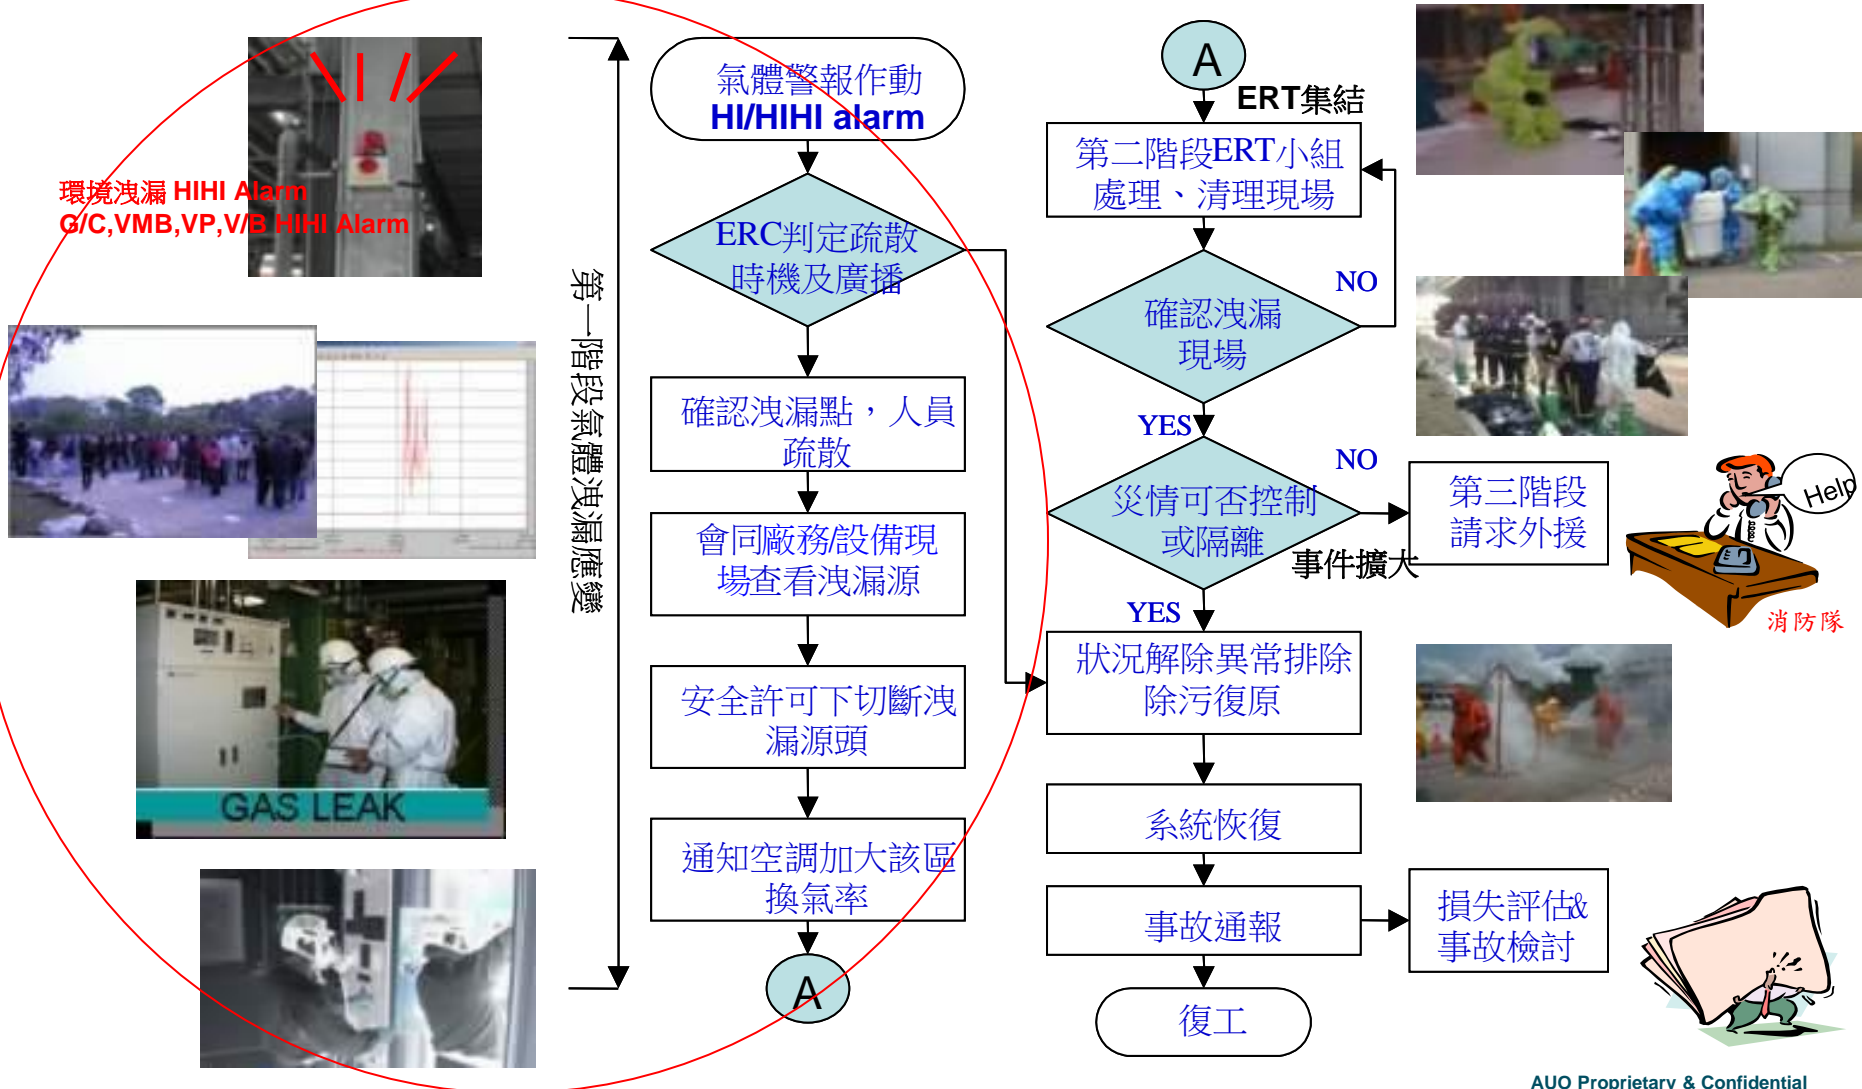 環境洩漏 HIHI Alarm
G/C,VMB,VP,V/B HIHI Alarm
GAS LEAK
第一階段氣體洩漏應變
氣體警報作動
HI/HIHI alarm
ERC判定疏散
時機及廣播
確認洩漏點，人員
疏散
會同廠務/設備現
場查看洩漏源
安全許可下切斷洩
漏源頭
通知空調加大該區
換氣率
A
A
ERT集結
第二階段ERT小組
處理、清理現場
NO
確認洩漏
現場
YES
NO
災情可否控制
或隔離
事件擴大
第三階段
請求外援
Help
消防隊
YES
狀況解除異常排除
除污復原
系統恢復
事故通報
損失評估&
事故檢討
復工
AUO Proprietary & Confidential